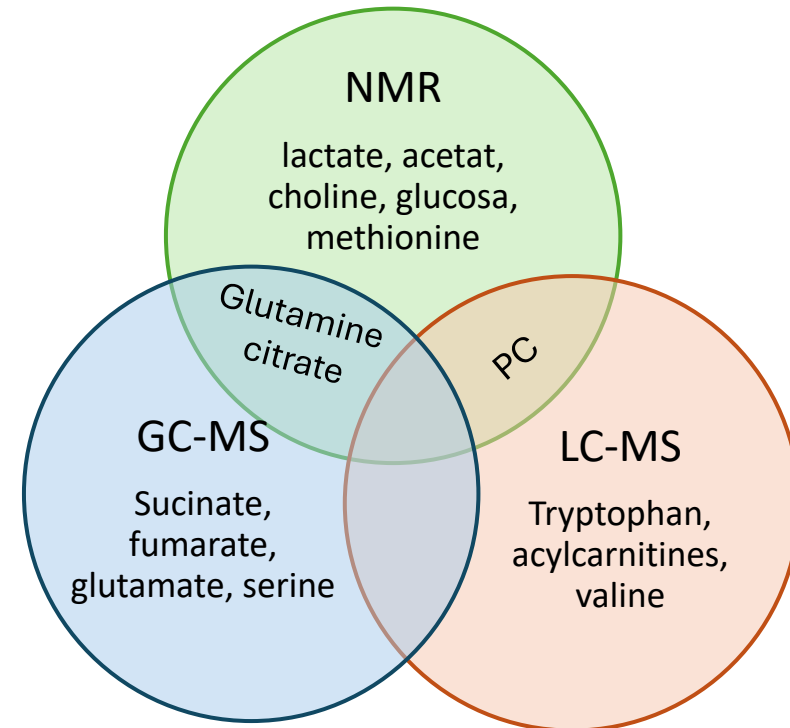 NMR
lactate, acetat,
choline, glucosa,
methionine
Glutamine
citrate
PC
GC-MS
Sucinate,
fumarate,
glutamate, serine
LC-MS
Tryptophan,
acylcarnitines,
valine